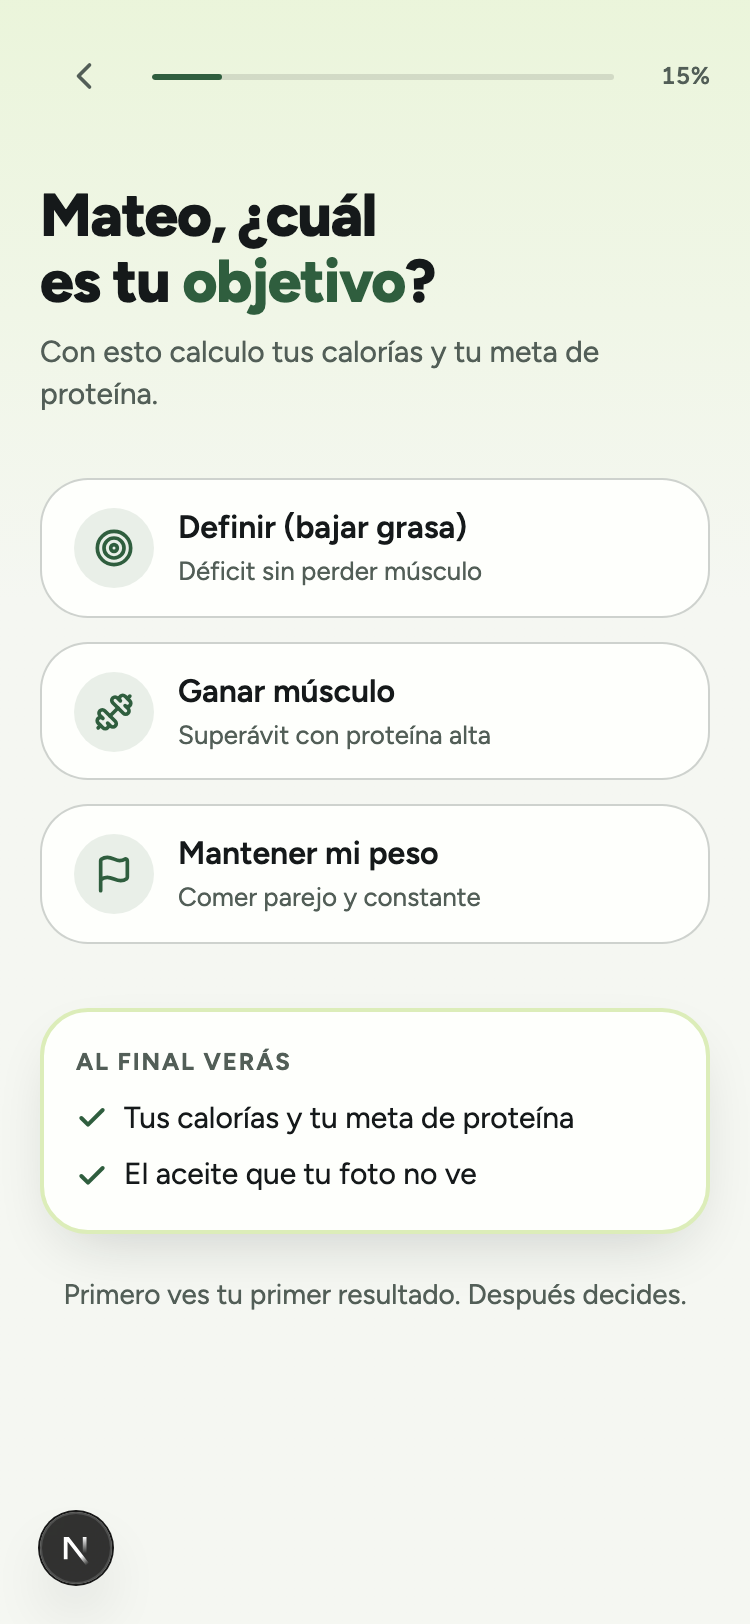 15%
Mateo, ¿cuál
es tu objetivo?
Con esto calculo tus calorías y tu meta de
proteína.
Definir (bajar grasa)
Déficit sin perder músculo
Ganar músculo
Superávit con proteína alta
Mantener mi peso
Comer parejo y constante
AL FINAL VERÁS
Tus calorías y tu meta de proteína
El aceite que tu foto no ve
Primero ves tu primer resultado. Después decides.
N